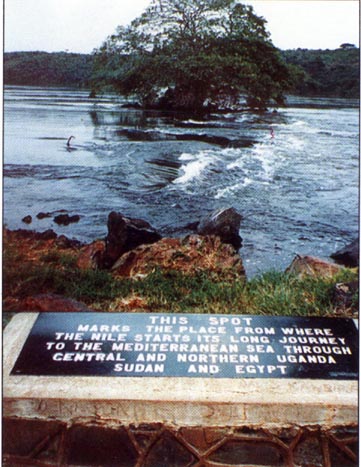 THIS SPOT
MARKS THE PLACE FROM WHERE
THE NILE STARTS ITS LONG JOURNEY
TO THE MEDITERRANEAN SEA THROUGH
CENTRAL AND NORTHERN UGANDA
SUDAN AND EGYPT